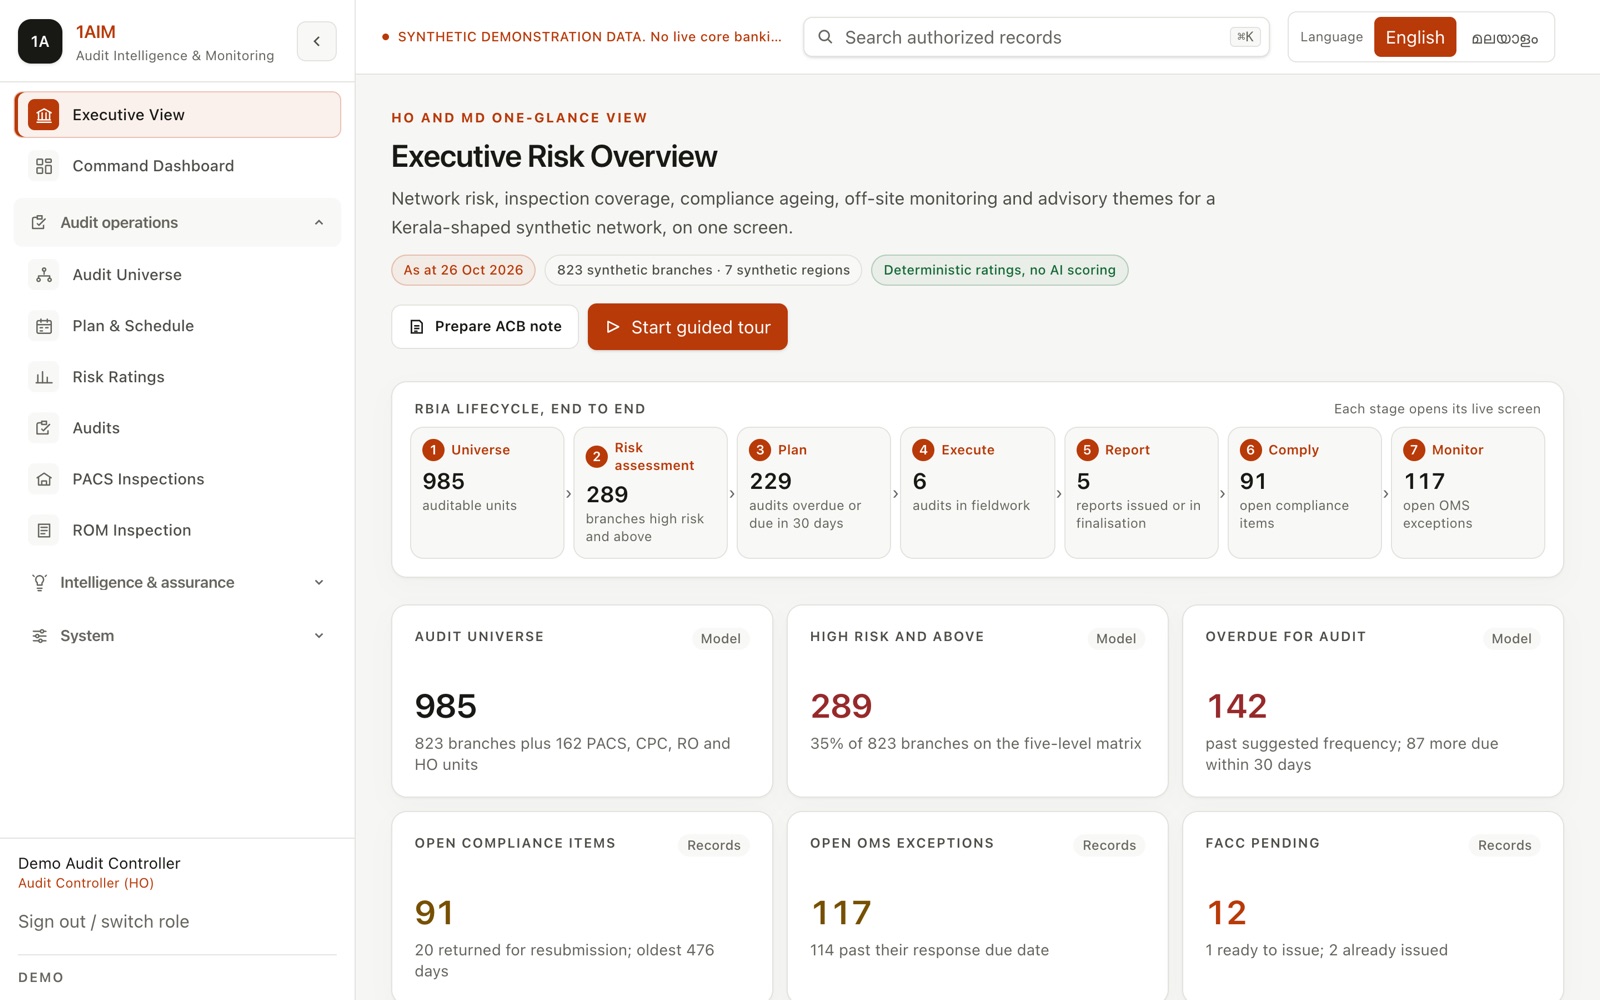 1A
1AIM
Audit Intelligence & Monitoring
Executive View
Command Dashboard
Audit operations
Audit Universe
Plan & Schedule
Risk Ratings
Audits
PACS Inspections
ROM Inspection
Intelligence & assurance
System
Demo Audit Controller
Audit Controller (HO)
Sign out / switch role
DEMO
SYNTHETIC DEMONSTRATION DATA. No live core banki...
Search authorized records
⌘K
Language
English
മലയാളം
HO AND MD ONE-GLANCE VIEW
Executive Risk Overview
Network risk, inspection coverage, compliance ageing, off-site monitoring and advisory themes for a
Kerala-shaped synthetic network, on one screen.
As at 26 Oct 2026
823 synthetic branches · 7 synthetic regions
Deterministic ratings, no AI scoring
Prepare ACB note
Start guided tour
RBIA LIFECYCLE, END TO END
Each stage opens its live screen
1 Universe
985
auditable units
2 Risk
assessment
289
branches high risk
and above
3 Plan
229
audits overdue or
due in 30 days
4 Execute
6
audits in fieldwork
5 Report
5
reports issued or in
finalisation
6 Comply
91
open compliance
items
7 Monitor
117
open OMS
exceptions
AUDIT UNIVERSE
Model
985
823 branches plus 162 PACS, CPC, RO and
HO units
HIGH RISK AND ABOVE
Model
289
35% of 823 branches on the five-level matrix
OVERDUE FOR AUDIT
Model
142
past suggested frequency; 87 more due
within 30 days
OPEN COMPLIANCE ITEMS
Records
91
20 returned for resubmission; oldest 476
days
OPEN OMS EXCEPTIONS
Records
117
114 past their response due date
FACC PENDING
Records
12
1 ready to issue; 2 already issued